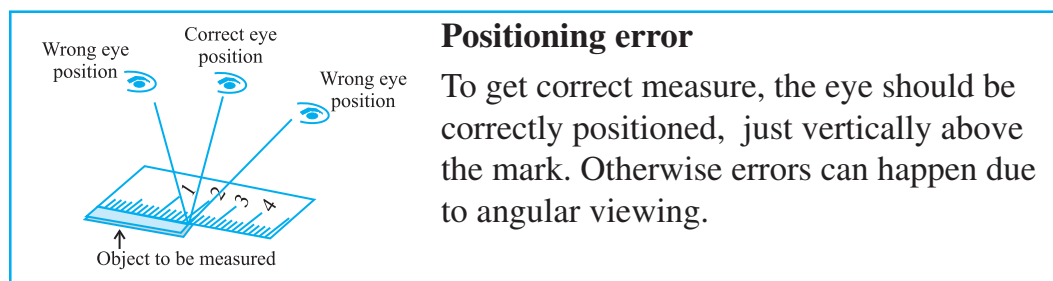 Wrong eye
position
Correct eye
position
Wrong eye
position
1 2 3 4
Object to be measured
Positioning error
To get correct measure, the eye should be
correctly positioned, just vertically above
the mark. Otherwise errors can happen due
to angular viewing.